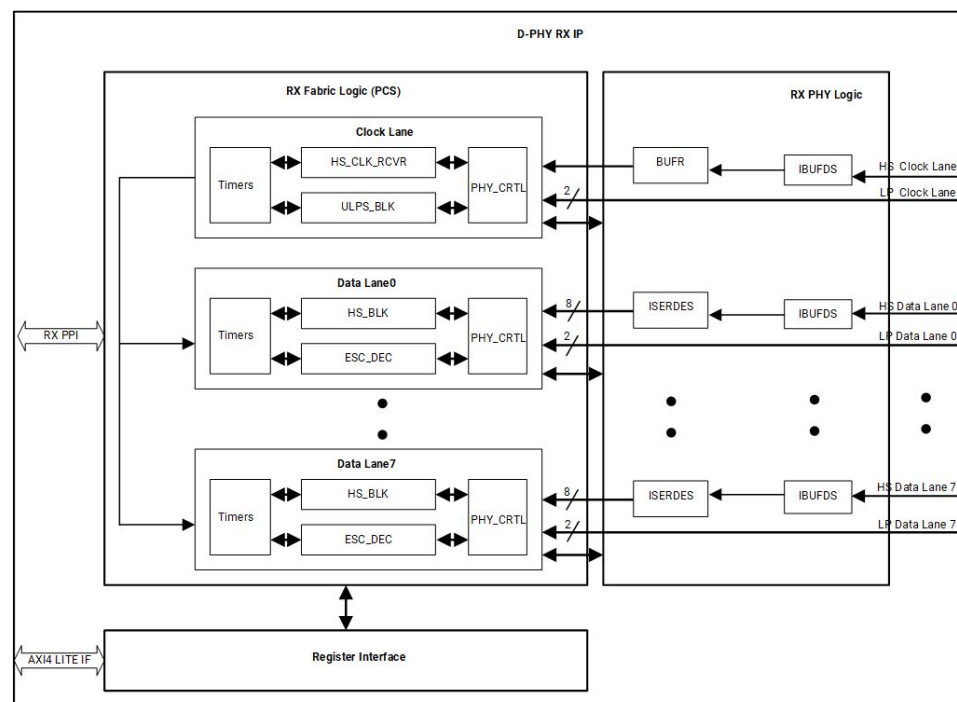 D-PHY RX IP
RX Fabric Logic (PCS)
RX PHY Logic
Clock Lane
Timers
HS_CLK_RCVR
ULPS_BLK
PHY_CRTL
2
BUFR
IBUFDS
HS Clock Lane
LP Clock Lane
Data Lane0
Timers
HS_BLK
ESC_DEC
PHY_CRTL
8
2
ISERDES
IBUFDS
HS Data Lane 0
LP Data Lane 0
RX PPI
Data Lane7
Timers
HS_BLK
ESC_DEC
PHY_CRTL
8
2
ISERDES
IBUFDS
HS Data Lane 7
LP Data Lane 7
AXI4 LITE IF
Register Interface